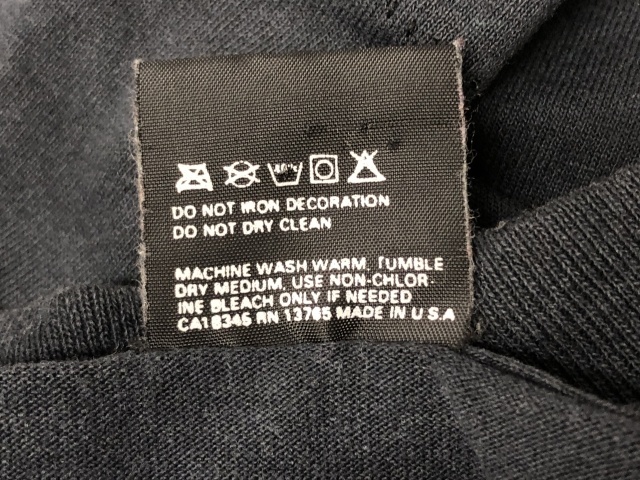 40°c
DO NOT IRON DECORATION
DO NOT DRY CLEAN
MACHINE WASH WARM, TUMBLE
DRY MEDIUM, USE NON-CHLOR-
INE BLEACH ONLY IF NEEDED
CA18346 RN 13765 MADE IN U.S.A